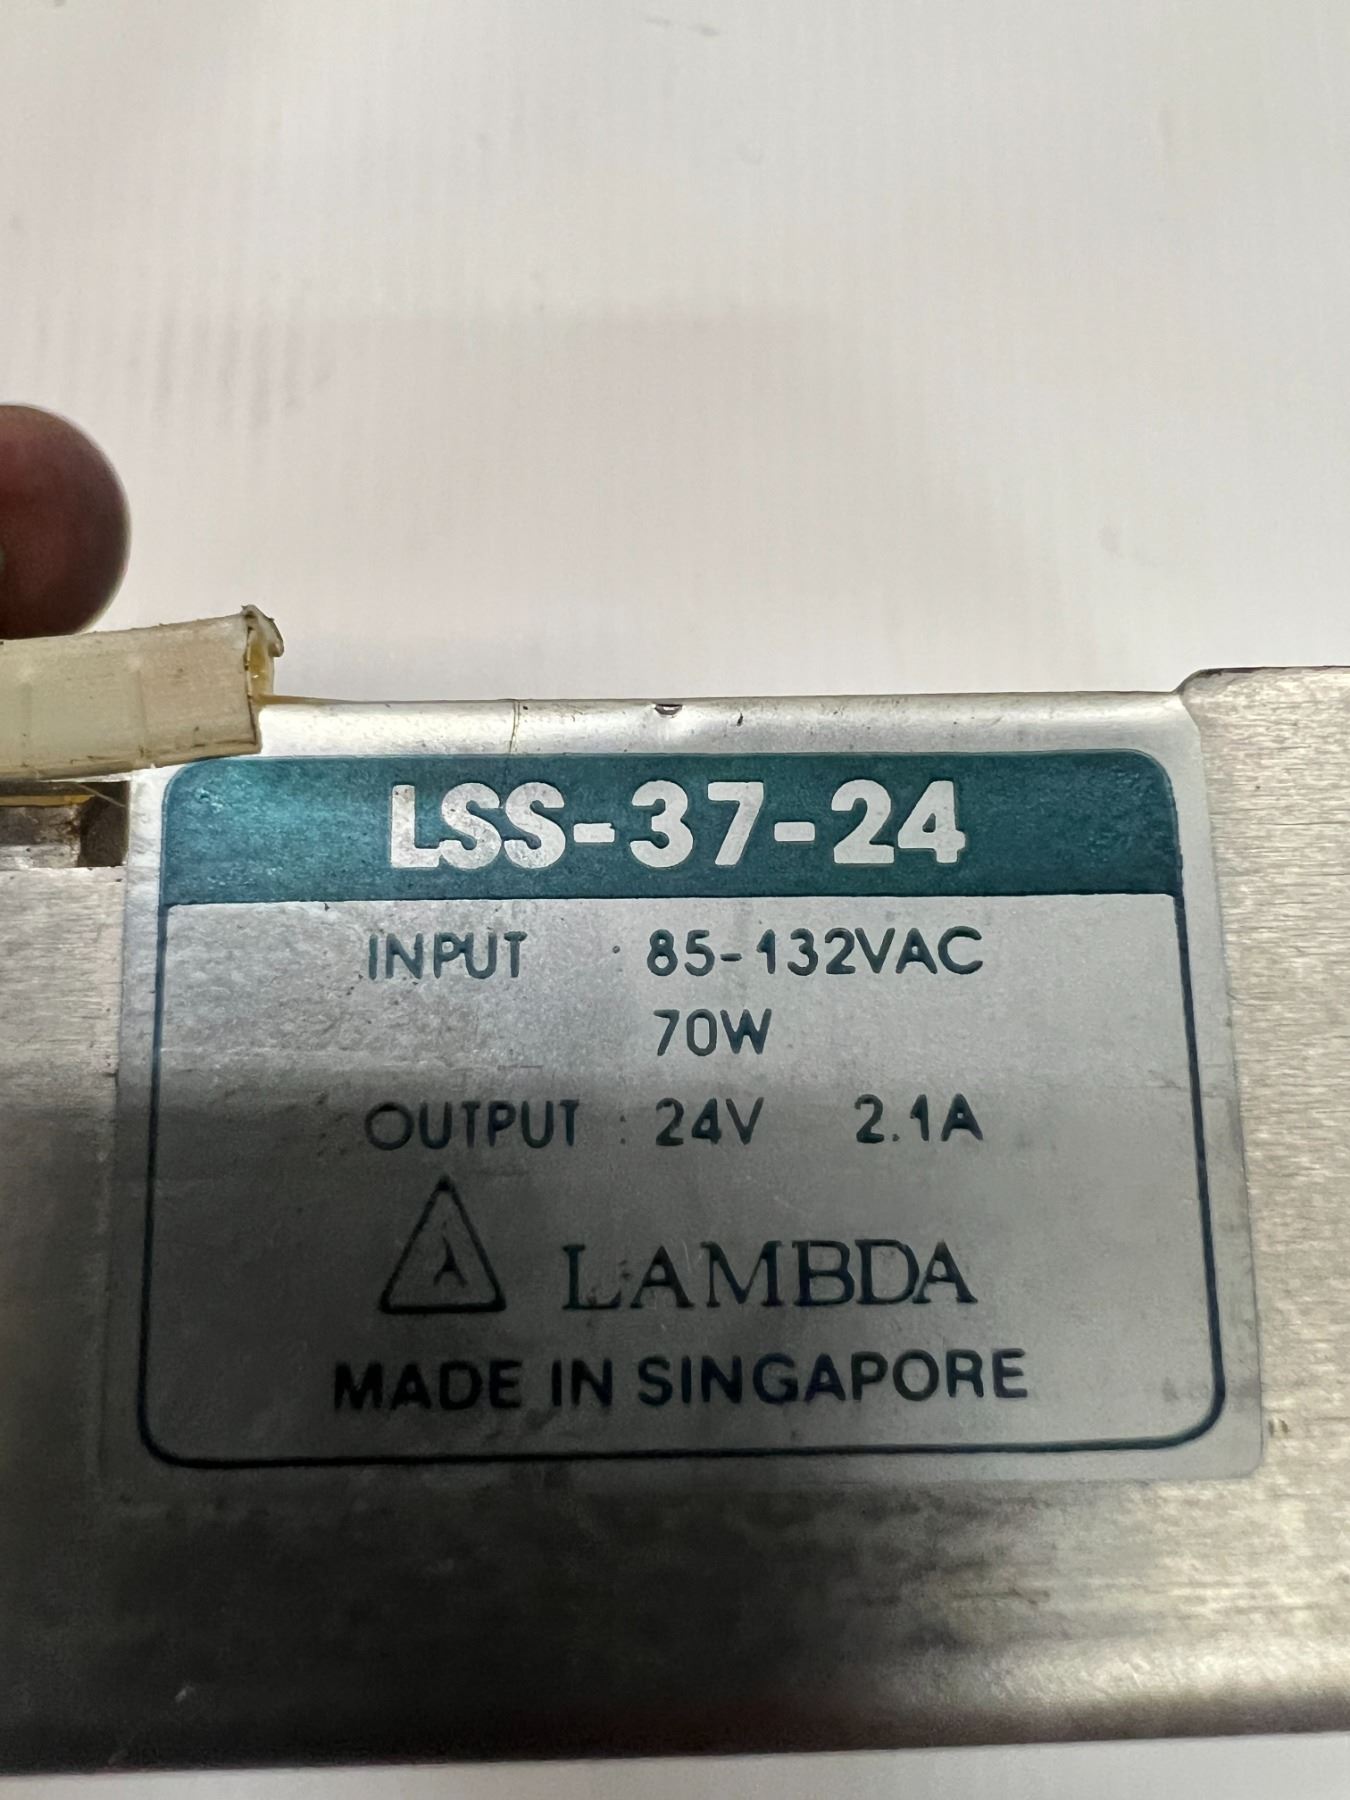 LSS-37-24
INPUT : 85-132VAC
70W
OUTPUT : 24V 2.1A
LAMBDA
MADE IN SINGAPORE